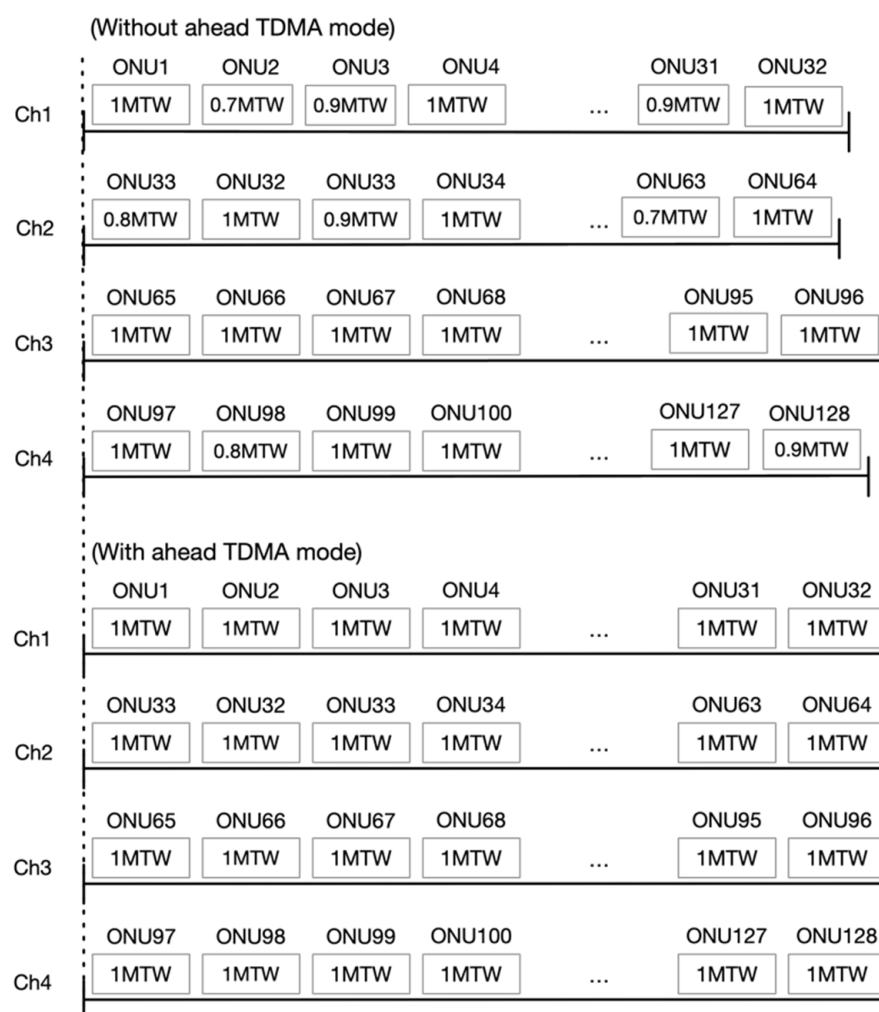 (Without ahead TDMA mode)
ONU1 ONU2 ONU3 ONU4 ONU31 ONU32
Ch1 1MTW 0.7MTW 0.9MTW 1MTW ... 0.9MTW 1MTW
ONU33 ONU32 ONU33 ONU34 ONU63 ONU64
Ch2 0.8MTW 1MTW 0.9MTW 1MTW ... 0.7MTW 1MTW
ONU65 ONU66 ONU67 ONU68 ONU95 ONU96
Ch3 1MTW 1MTW 1MTW 1MTW ... 1MTW 1MTW
ONU97 ONU98 ONU99 ONU100 ONU127 ONU128
Ch4 1MTW 0.8MTW 1MTW 1MTW ... 1MTW 0.9MTW
(With ahead TDMA mode)
ONU1 ONU2 ONU3 ONU4 ONU31 ONU32
Ch1 1MTW 1MTW 1MTW 1MTW ... 1MTW 1MTW
ONU33 ONU32 ONU33 ONU34 ONU63 ONU64
Ch2 1MTW 1MTW 1MTW 1MTW ... 1MTW 1MTW
ONU65 ONU66 ONU67 ONU68 ONU95 ONU96
Ch3 1MTW 1MTW 1MTW 1MTW ... 1MTW 1MTW
ONU97 ONU98 ONU99 ONU100 ONU127 ONU128
Ch4 1MTW 1MTW 1MTW 1MTW ... 1MTW 1MTW